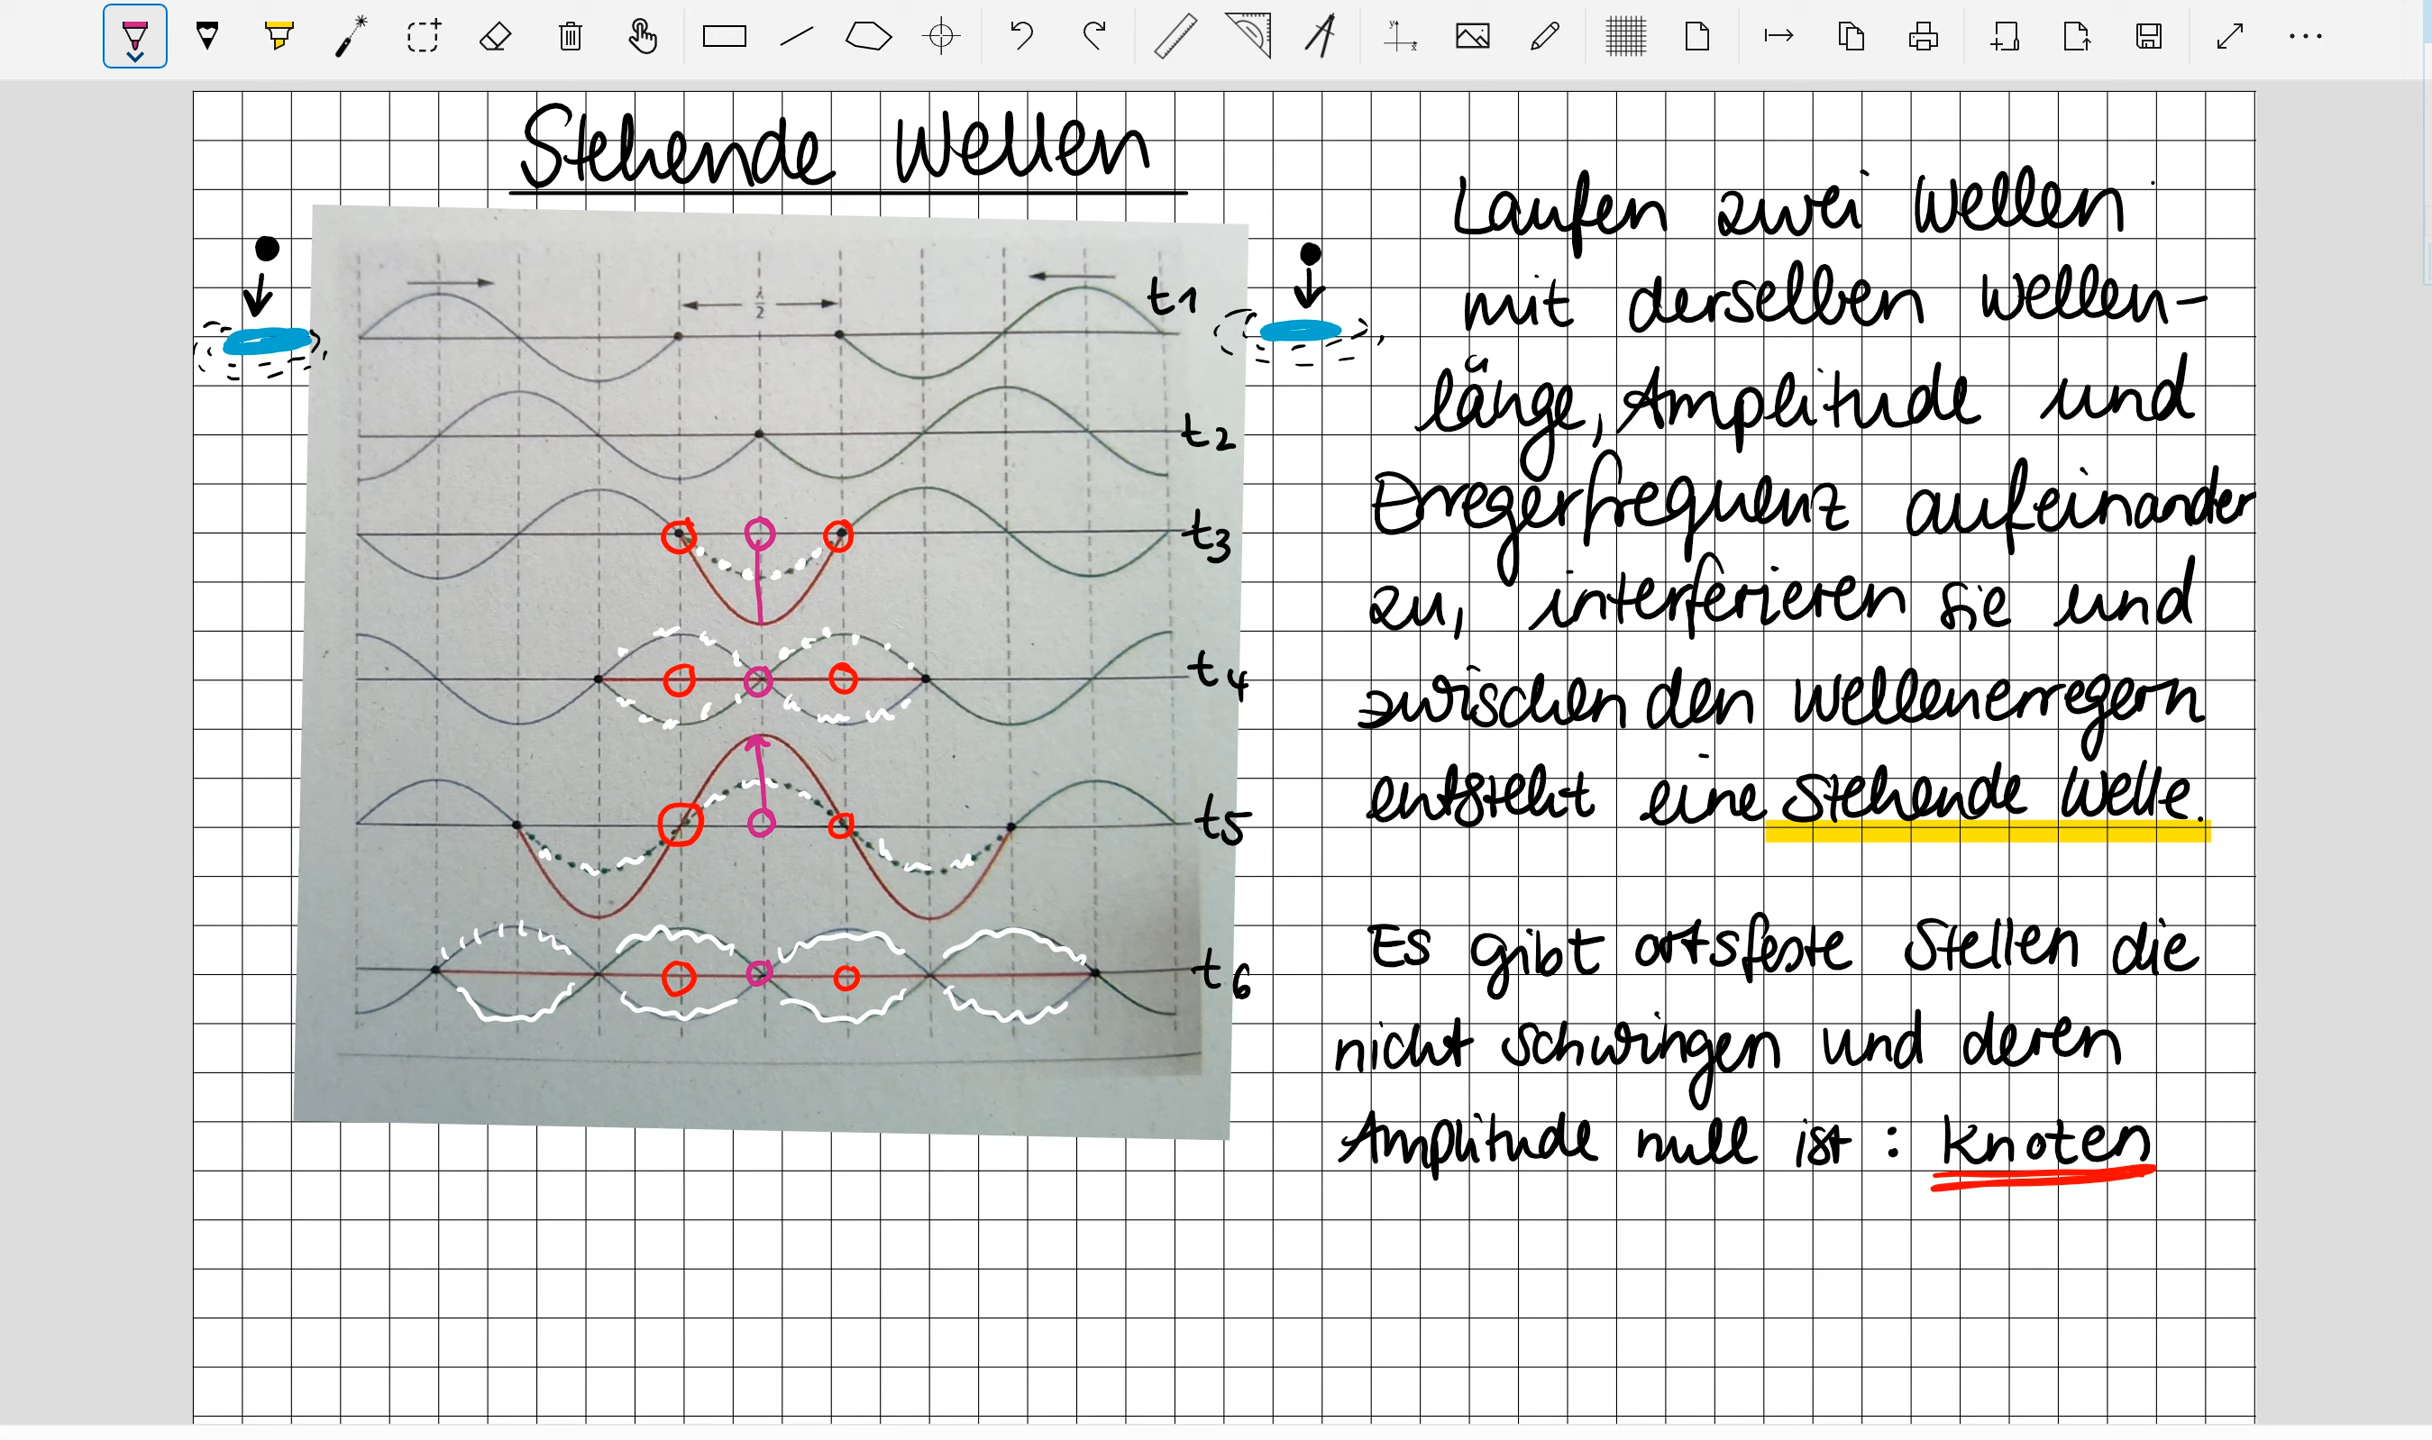 Stehende Wellen
λ/2
t1
t2
t3
t4
t5
t6
Laufen zwei Wellen
mit derselben Wellen-
länge, Amplitude und
Erregerfrequenz aufeinander
zu, interferieren sie und
zwischen den Wellenerregern
entsteht eine stehende Welle.
Es gibt ortsfeste Stellen die
nicht schwingen und deren
Amplitude null ist : Knoten